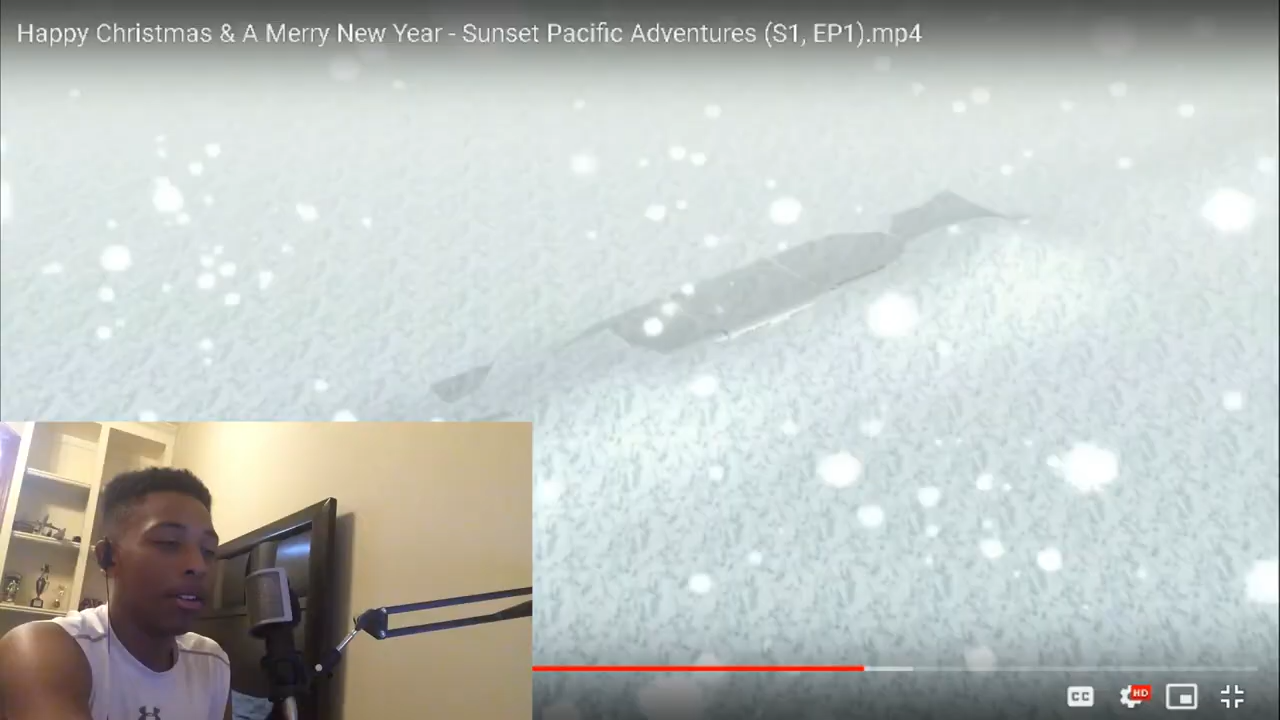 Happy Christmas & A Merry New Year - Sunset Pacific Adventures (S1, EP1).mp4
CC
HD